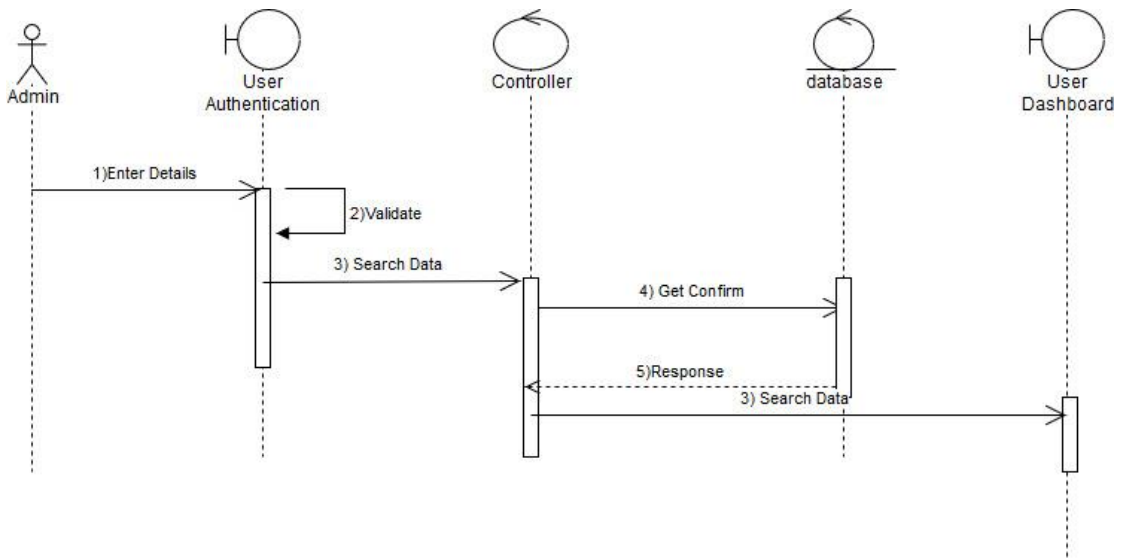 Admin
User
Authentication
Controller
database
User
Dashboard
1)Enter Details
2)Validate
3) Search Data
4) Get Confirm
5)Response
3) Search Data